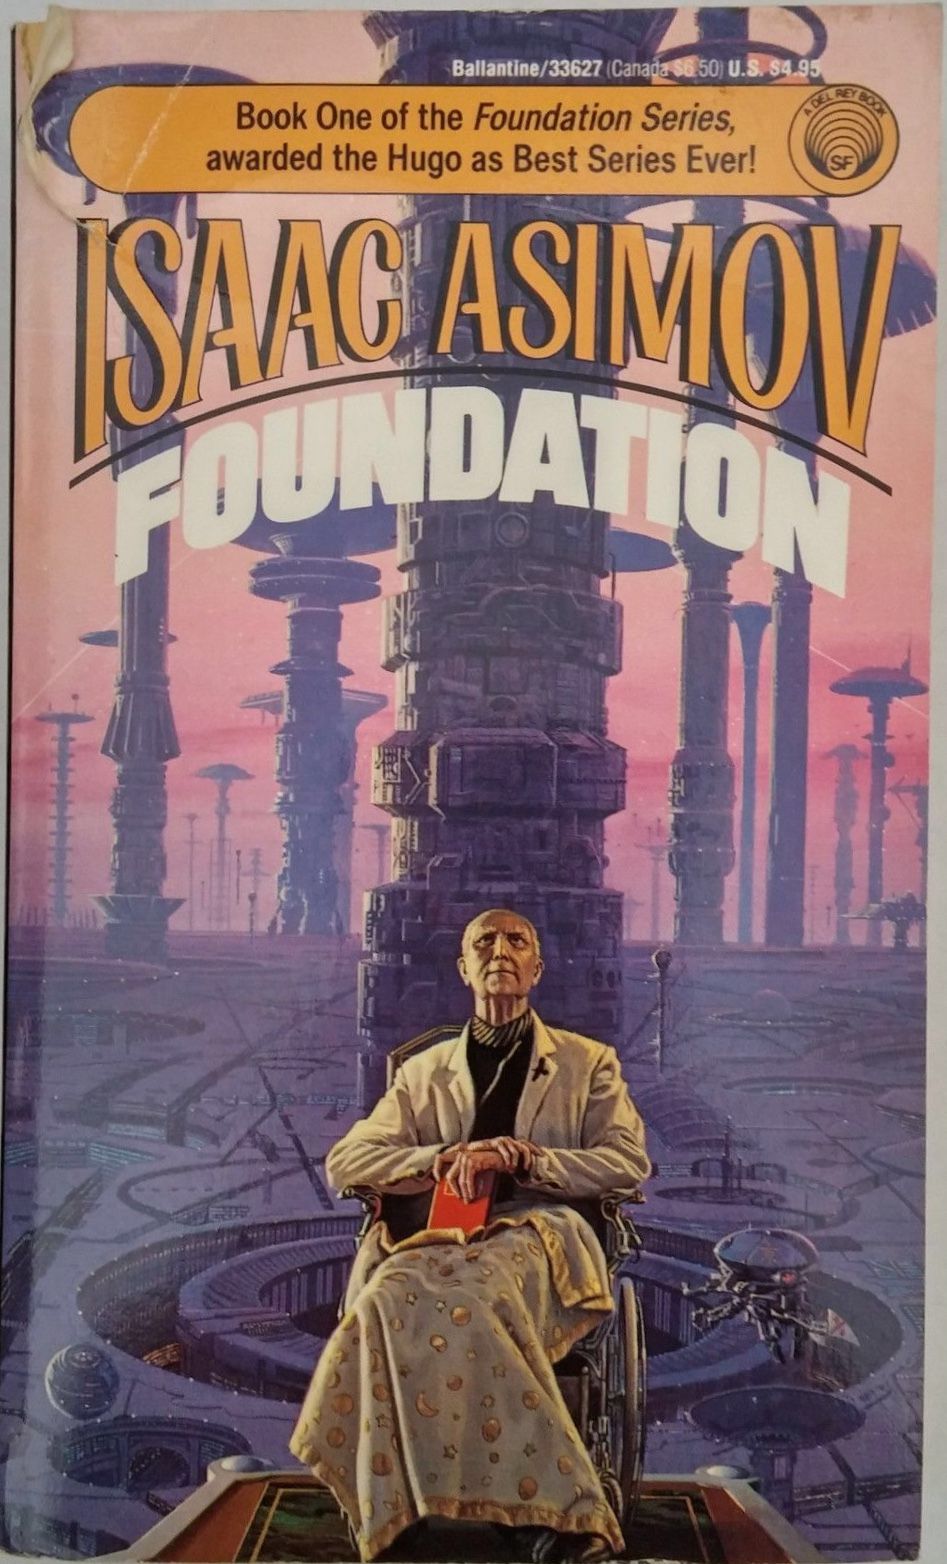 Ballantine/33627 (Canada $6.50) U.S. $4.95
Book One of the Foundation Series,
awarded the Hugo as Best Series Ever!
A DEL REY BOOK
SF
ISAAC ASIMOV
FOUNDATION